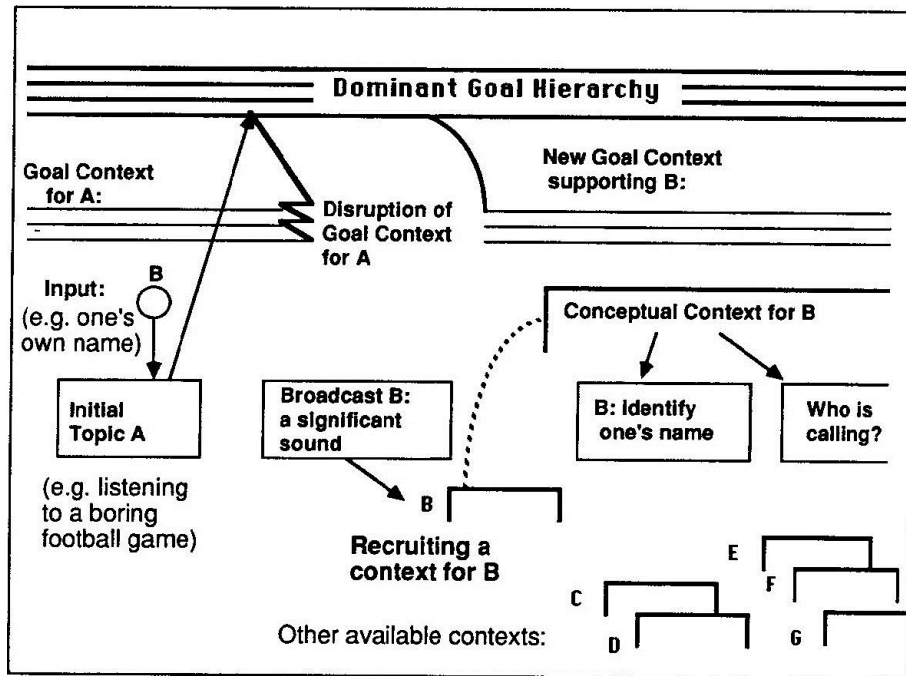 Dominant Goal Hierarchy
Goal Context
for A:
New Goal Context
supporting B:
Disruption of
Goal Context
for A
B
Input:
(e.g. one's
own name)
Conceptual Context for B
Initial
Topic A
Broadcast B:
a significant
sound
B: identify
one's name
Who is
calling?
(e.g. listening
to a boring
football game)
B
Recruiting a
context for B
E
F
C
D
G
Other available contexts: